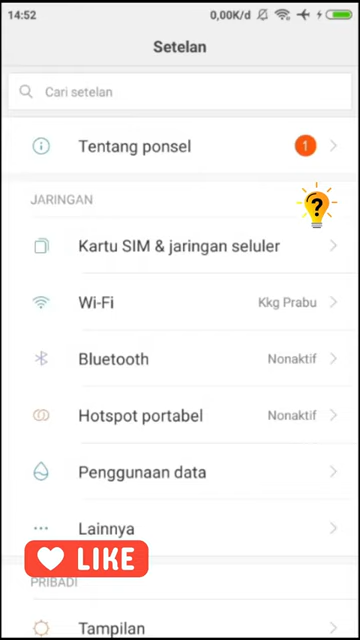 14:52 0,00K/d
Setelan
Cari setelan
Tentang ponsel 1
JARINGAN
?
Kartu SIM & jaringan seluler
Wi-Fi Kkg Prabu
Bluetooth Nonaktif
Hotspot portabel Nonaktif
Penggunaan data
Lainnya
LIKE
PRIBADI
Tampilan